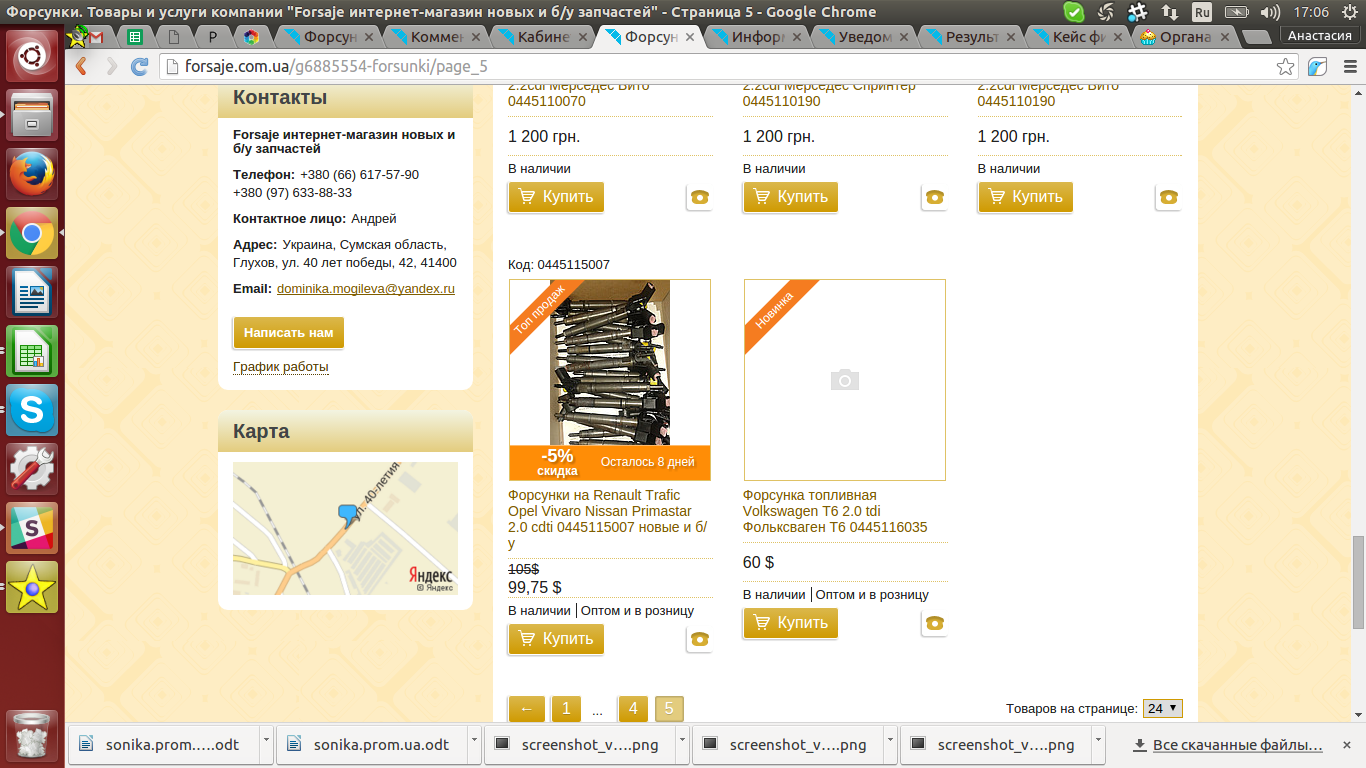 Форсунки. Товары и услуги компании "Forsaje интернет-магазин новых и б/у запчастей" - Страница 5 - Google Chrome
Ru
17:06
P
Форсун
Коммен
Кабине
Форсун
Информ
Уведом
Результ
Кейс фи
Органа
Анастасия
forsaje.com.ua/g6885554-forsunki/page_5
Контакты
Forsaje интернет-магазин новых и
б/у запчастей
Телефон: +380 (66) 617-57-90
+380 (97) 633-88-33
Контактное лицо: Андрей
Адрес: Украина, Сумская область,
Глухов, ул. 40 лет победы, 42, 41400
Email: dominika.mogileva@yandex.ru
Написать нам
График работы
Карта
ул. 40-летия
Яндекс
© Яндекс
2.2cdi Мерседес Вито
0445110070
1 200 грн.
В наличии
Купить
2.2cdi Мерседес Спринтер
0445110190
1 200 грн.
В наличии
Купить
2.2cdi Мерседес Вито
0445110190
1 200 грн.
В наличии
Купить
Код: 0445115007
Топ продаж
-5%
скидка
Осталось 8 дней
Форсунки на Renault Trafic
Opel Vivaro Nissan Primastar
2.0 cdti 0445115007 новые и б/
у
105$
99,75 $
В наличии | Оптом и в розницу
Купить
Новинка
Форсунка топливная
Volkswagen T6 2.0 tdi
Фольксваген Т6 0445116035
60 $
В наличии | Оптом и в розницу
Купить
← 1 ... 4 5
Товаров на странице: 24
sonika.prom.….odt
sonika.prom.ua.odt
screenshot_v….png
screenshot_v….png
screenshot_v….png
Все скачанные файлы…